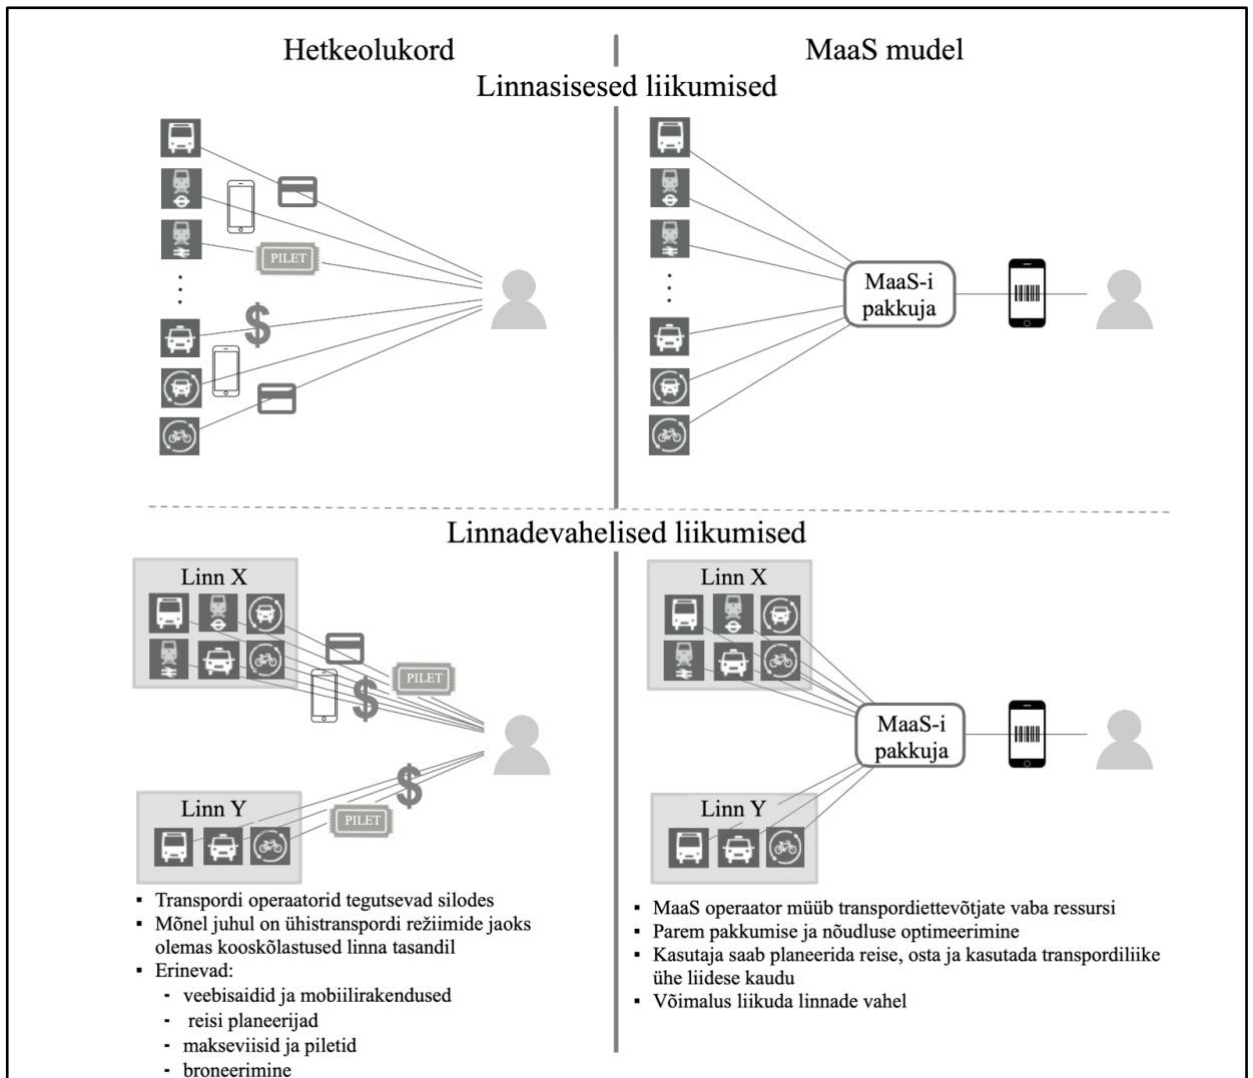 Hetkeolukord
MaaS mudel
Linnasisesed liikumised
PILET
$
MaaS-i
pakkuja
Linnadevahelised liikumised
Linn X
PILET
$
$
Linn Y
PILET
Linn X
MaaS-i
pakkuja
Linn Y
▪ Transpordi operaatorid tegutsevad silodes
▪ Mõnel juhul on ühistranspordi režiimide jaoks
olemas kooskõlastused linna tasandil
▪ Erinevad:
- veebisaidid ja mobiilirakendused
- reisi planeerijad
- makseviisid ja piletid
- broneerimine
▪ MaaS operaator müüb transpordiettevõtjate vaba ressursi
▪ Parem pakkumise ja nõudluse optimeerimine
▪ Kasutaja saab planeerida reise, osta ja kasutada transpordiliike
ühe liidese kaudu
▪ Võimalus liikuda linnade vahel